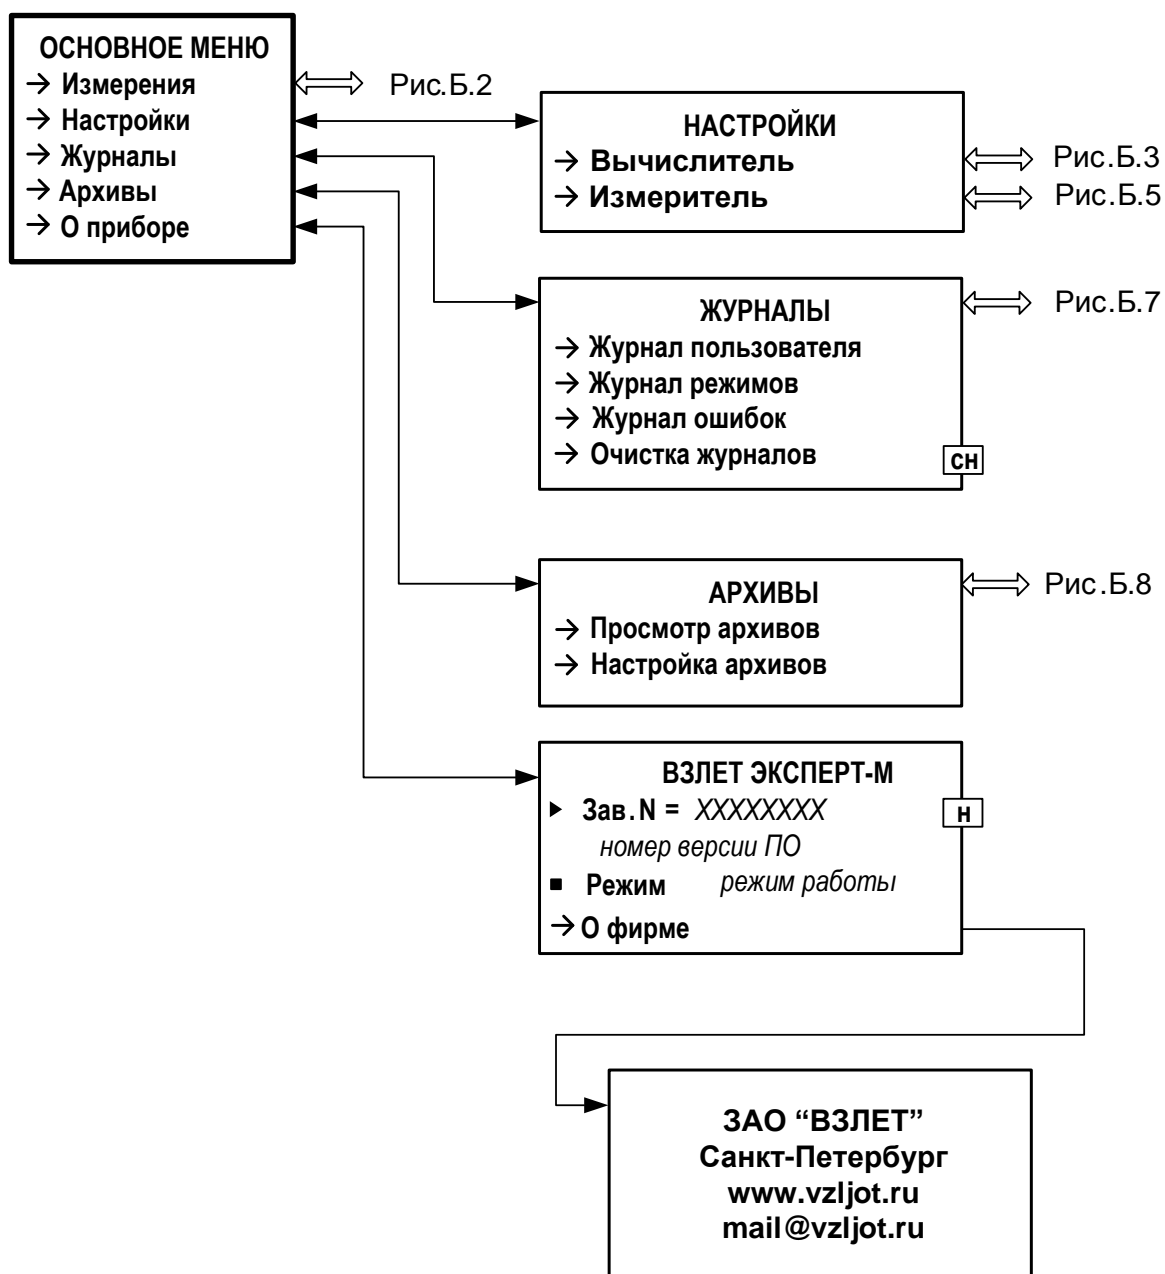 ОСНОВНОЕ МЕНЮ
→ Измерения
→ Настройки
→ Журналы
→ Архивы
→ О приборе
Рис.Б.2
НАСТРОЙКИ
→ Вычислитель
→ Измеритель
Рис.Б.3
Рис.Б.5
ЖУРНАЛЫ
→ Журнал пользователя
→ Журнал режимов
→ Журнал ошибок
→ Очистка журналов
Рис.Б.7
СН
АРХИВЫ
→ Просмотр архивов
→ Настройка архивов
Рис.Б.8
ВЗЛЕТ ЭКСПЕРТ-М
▶ Зав.N = XXXXXXXX
номер версии ПО
■ Режим режим работы
→ О фирме
Н
ЗАО “ВЗЛЕТ”
Санкт-Петербург
www.vzljot.ru
mail@vzljot.ru